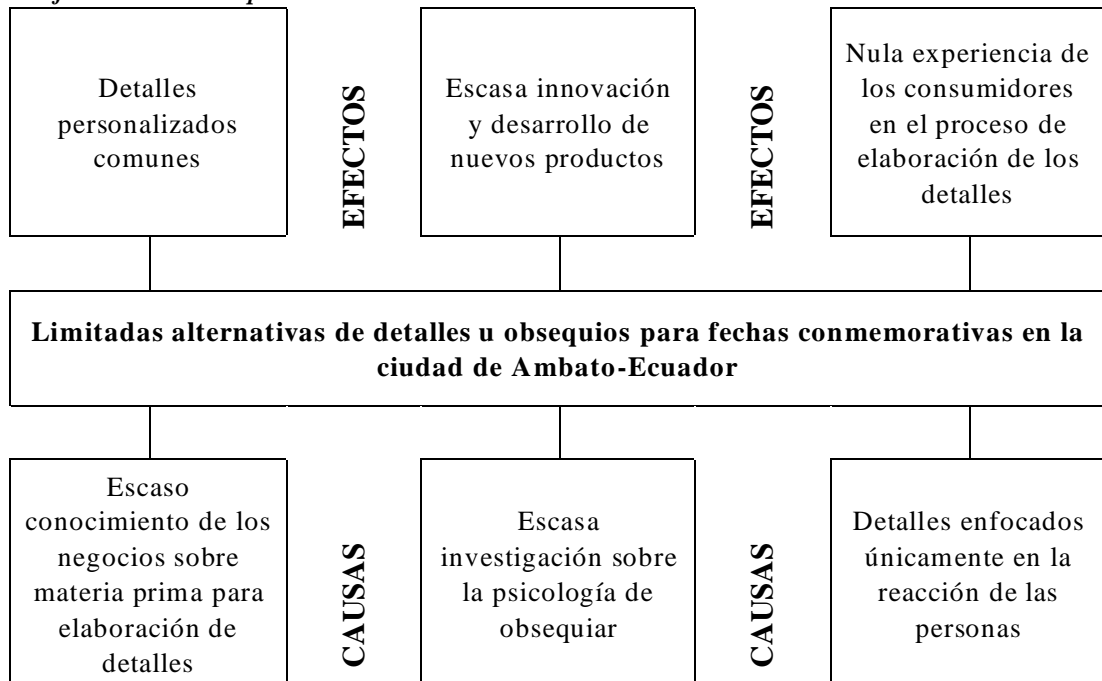 Detalles
personalizados
comunes
EFECTOS
Escasa innovación
y desarrollo de
nuevos productos
EFECTOS
Nula experiencia de
los consumidores
en el proceso de
elaboración de los
detalles
Limitadas alternativas de detalles u obsequios para fechas conmemorativas en la
ciudad de Ambato-Ecuador
Escaso
conocimiento de los
negocios sobre
materia prima para
elaboración de
detalles
CAUSAS
Escasa
investigación sobre
la psicología de
obsequiar
CAUSAS
Detalles enfocados
únicamente en la
reacción de las
personas